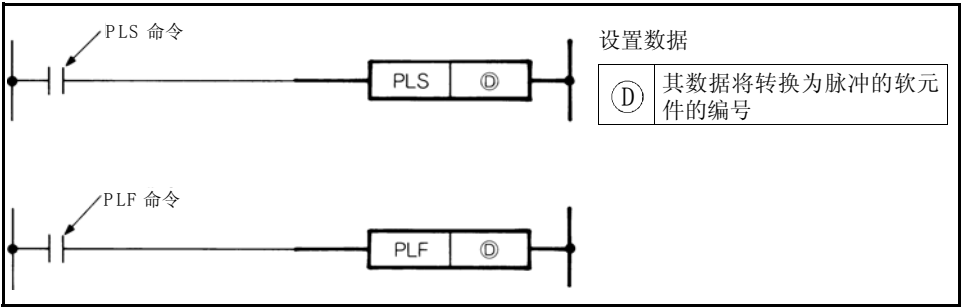 PLS 命令
PLS Ⓓ
设置数据
Ⓓ 其数据将转换为脉冲的软元
件的编号
PLF 命令
PLF Ⓓ